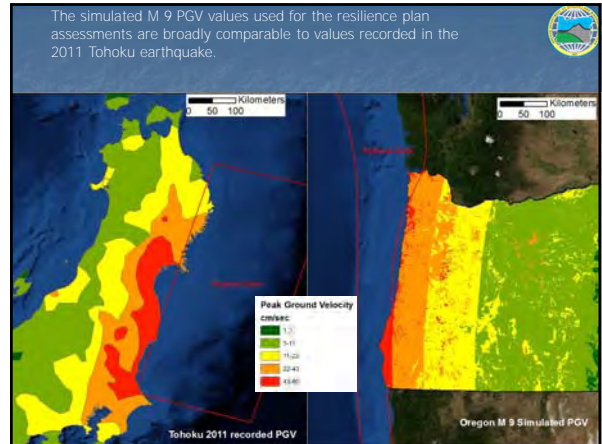 The simulated M 9 PGV values used for the resilience plan
assessments are broadly comparable to values recorded in the
2011 Tohoku earthquake.
Kilometers
0 50 100
Kilometers
0 50 100
Peak Ground Velocity
cm/sec
Tohoku 2011 recorded PGV
Oregon M 9 Simulated PGV